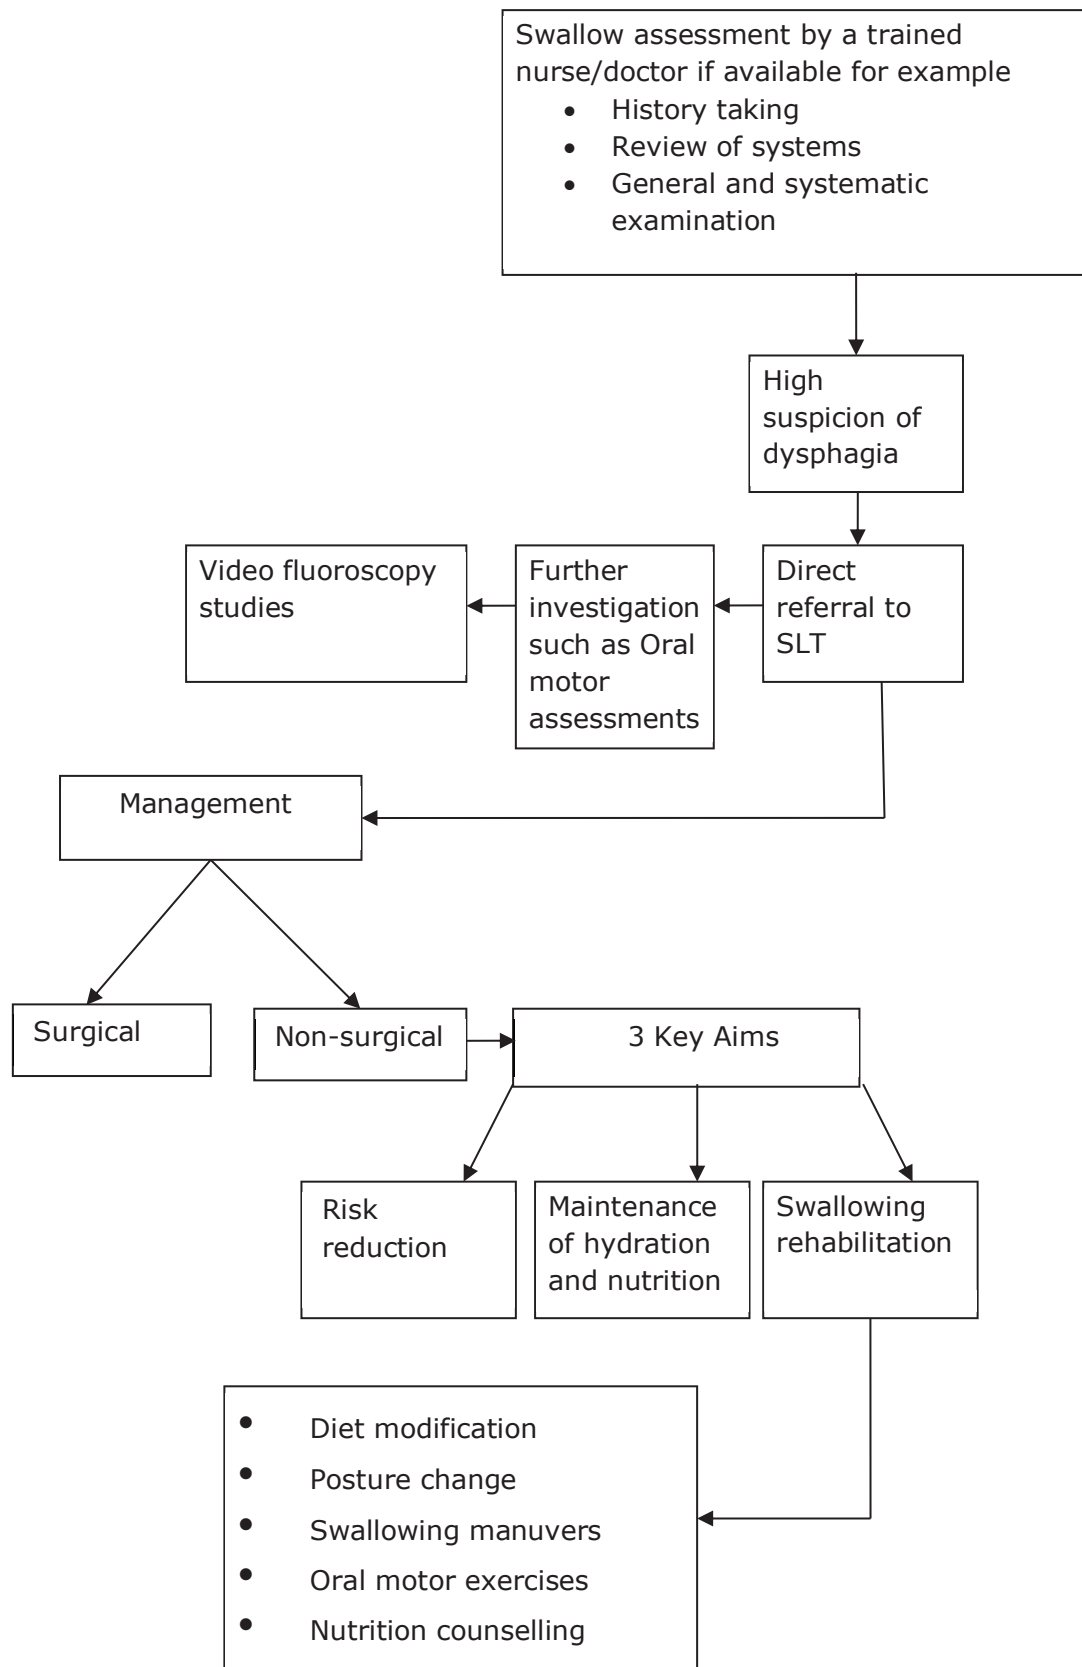 Swallow assessment by a trained
nurse/doctor if available for example
• History taking
• Review of systems
• General and systematic
examination
High
suspicion of
dysphagia
Direct
referral to
SLT
Further
investigation
such as Oral
motor
assessments
Video fluoroscopy
studies
Management
Surgical
Non-surgical
3 Key Aims
Risk
reduction
Maintenance
of hydration
and nutrition
Swallowing
rehabilitation
• Diet modification
• Posture change
• Swallowing manuvers
• Oral motor exercises
• Nutrition counselling